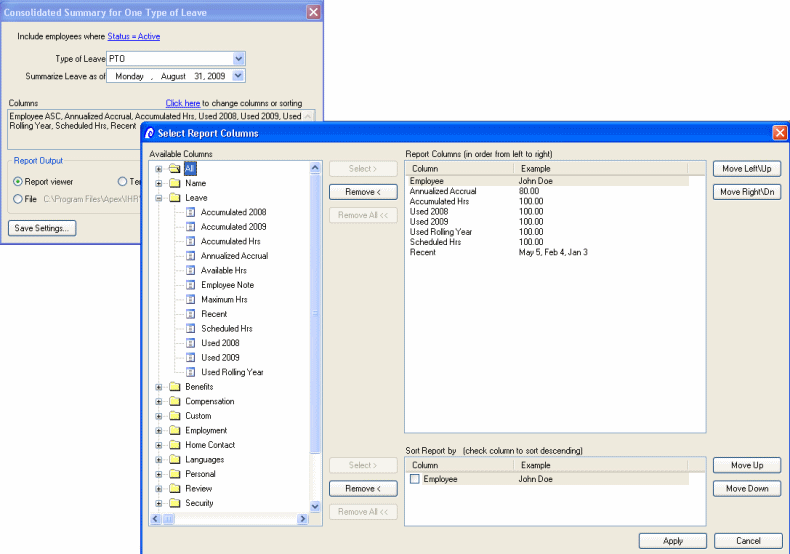 Consolidated Summary for One Type of Leave
Include employees where Status = Active
Type of Leave PTO
Summarize Leave as of Monday , August 31, 2009
Columns Click here to change columns or sorting
Employee ASC, Annualized Accrual, Accumulated Hrs, Used 2008, Used 2009, Used
Rolling Year, Scheduled Hrs, Recent
Report Output
Report viewer
File C:\Program Files\Apex\IHR\
Save Settings...
Select Report Columns
Available Columns
All
Name
Leave
Accumulated 2008
Accumulated 2009
Accumulated Hrs
Annualized Accrual
Available Hrs
Employee Note
Maximum Hrs
Recent
Scheduled Hrs
Used 2008
Used 2009
Used Rolling Year
Benefits
Compensation
Custom
Employment
Home Contact
Languages
Personal
Review
Security
Select >
Remove <
Remove All <<
Report Columns (in order from left to right)
Column Example
Employee John Doe
Annualized Accrual 80.00
Accumulated Hrs 100.00
Used 2008 100.00
Used 2009 100.00
Used Rolling Year 100.00
Scheduled Hrs 100.00
Recent May 5, Feb 4, Jan 3
Move Left\Up
Move Right\Dn
Select >
Remove <
Remove All <<
Sort Report by (check column to sort descending)
Column Example
Employee John Doe
Move Up
Move Down
Apply
Cancel